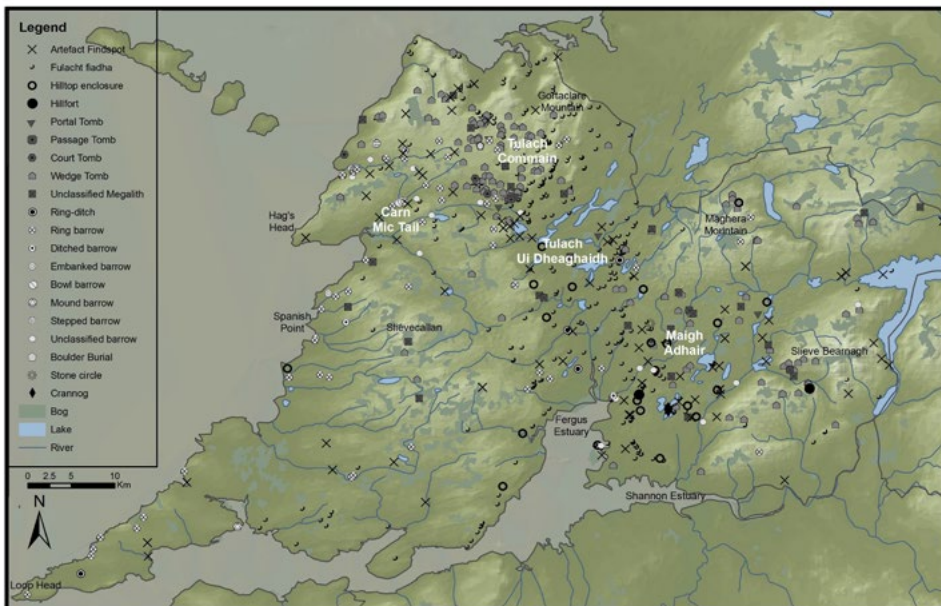 Legend
Artefact Findspot
Fulacht fiadha
Hilltop enclosure
Hillfort
Portal Tomb
Passage Tomb
Court Tomb
Wedge Tomb
Unclassified Megalith
Ring-ditch
Ring barrow
Ditched barrow
Embanked barrow
Bowl barrow
Mound barrow
Stepped barrow
Unclassified barrow
Boulder Burial
Stone circle
Crannog
Bog
Lake
River
0 2.5 5 10
Km
N
Gortaclare
Mountain
Tulach
Commain
Hag's
Head
Carn
Mic Tail
Tulach
Ui Dheaghaidh
Maghera
Mountain
Spanish
Point
Slievecallan
Maigh
Adhair
Slieve Bearnagh
Fergus
Estuary
Shannon Estuary
Loop Head